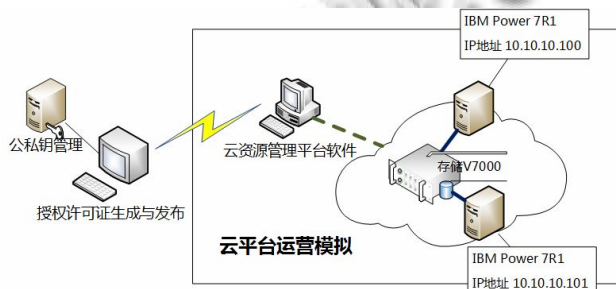 IBM Power 7R1
IP地址 10.10.10.100
公私钥管理
云资源管理平台软件
存储V7000
授权许可证生成与发布
云平台运营模拟
IBM Power 7R1
IP地址 10.10.10.101